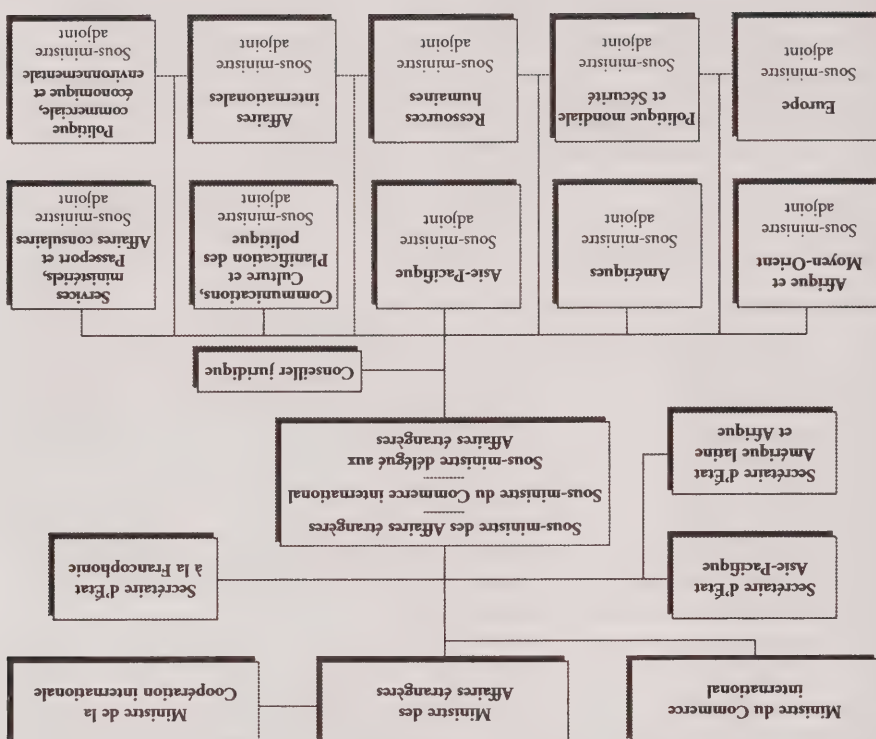 Ministre du Commerce
international
Ministre des
Affaires étrangères
Ministre de la
Coopération internationale
Secrétaire d'État
Asie-Pacifique
Secrétaire d'État
à la Francophonie
Sous-ministre des Affaires étrangères
Sous-ministre du Commerce international
Sous-ministre délégué aux
Affaires étrangères
Secrétaire d'État
Amérique latine
et Afrique
Conseiller juridique
Afrique et
Moyen-Orient
Sous-ministre
adjoint
Amériques
Sous-ministre
adjoint
Asie-Pacifique
Sous-ministre
adjoint
Communications,
Culture et
Planification des
politique
Sous-ministre
adjoint
Services
ministériels,
Passeport et
Affaires consulaires
Sous-ministre
adjoint
Europe
Sous-ministre
adjoint
Politique mondiale
et Sécurité
Sous-ministre
adjoint
Ressources
humaines
Sous-ministre
adjoint
Affaires
internationales
Sous-ministre
adjoint
Politique
commerciale,
économique et
environnementale
Sous-ministre
adjoint